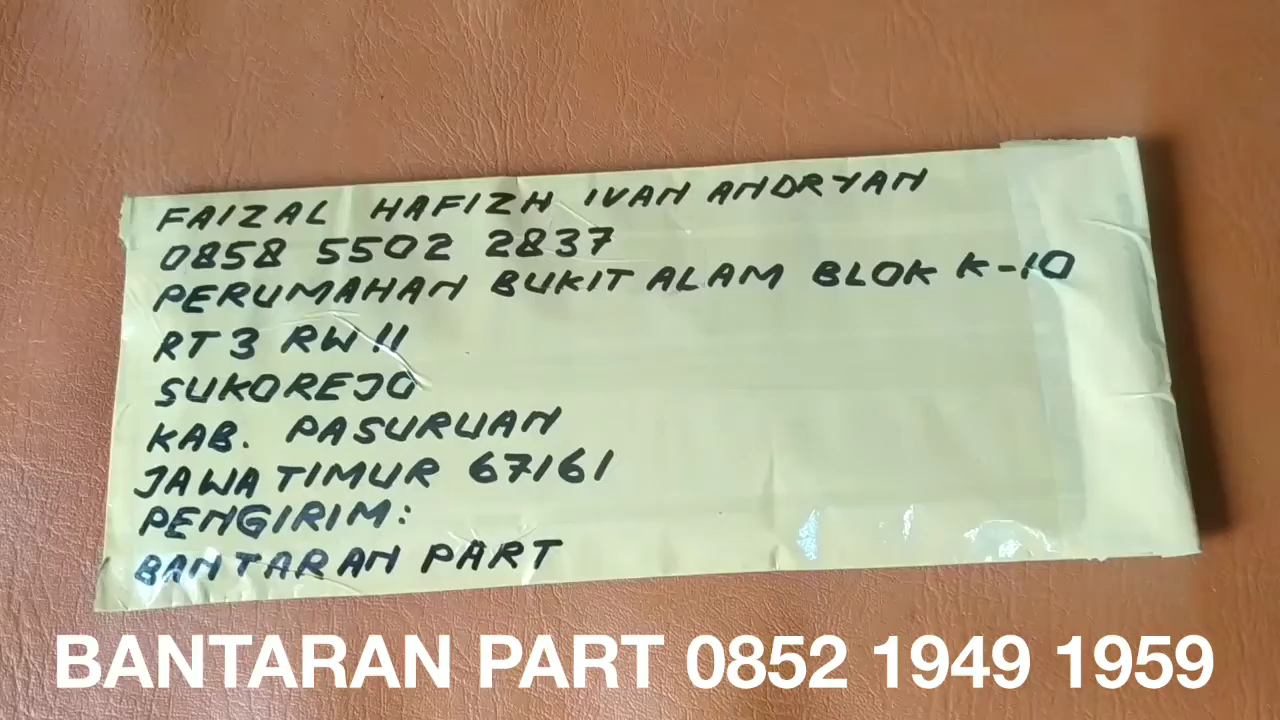 FAIZAL HAFIZH IVAN ANDRYAN
0858 5502 2837
PERUMAHAN BUKIT ALAM BLOK K-10
RT 3 RW 11
SUKOREJO
KAB. PASURUAN
JAWA TIMUR 67161
PENGIRIM:
BANTARAN PART
BANTARAN PART 0852 1949 1959